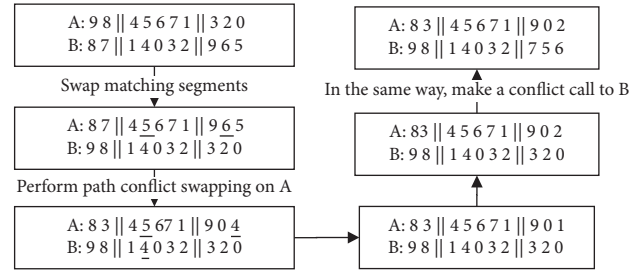 A: 9 8 || 4 5 6 7 1 || 3 2 0
B: 8 7 || 1 4 0 3 2 || 9 6 5
Swap matching segments
A: 8 7 || 4 5 6 7 1 || 9 6 5
B: 9 8 || 1 4 0 3 2 || 3 2 0
Perform path conflict swapping on A
A: 8 3 || 4 5 67 1 || 9 0 4
B: 9 8 || 1 4 0 3 2 || 3 2 0
A: 8 3 || 4 5 6 7 1 || 9 0 1
B: 9 8 || 1 4 0 3 2 || 3 2 0
A: 83 || 4 5 6 7 1 || 9 0 2
B: 9 8 || 1 4 0 3 2 || 3 2 0
In the same way, make a conflict call to B
A: 8 3 || 4 5 6 7 1 || 9 0 2
B: 9 8 || 1 4 0 3 2 || 7 5 6